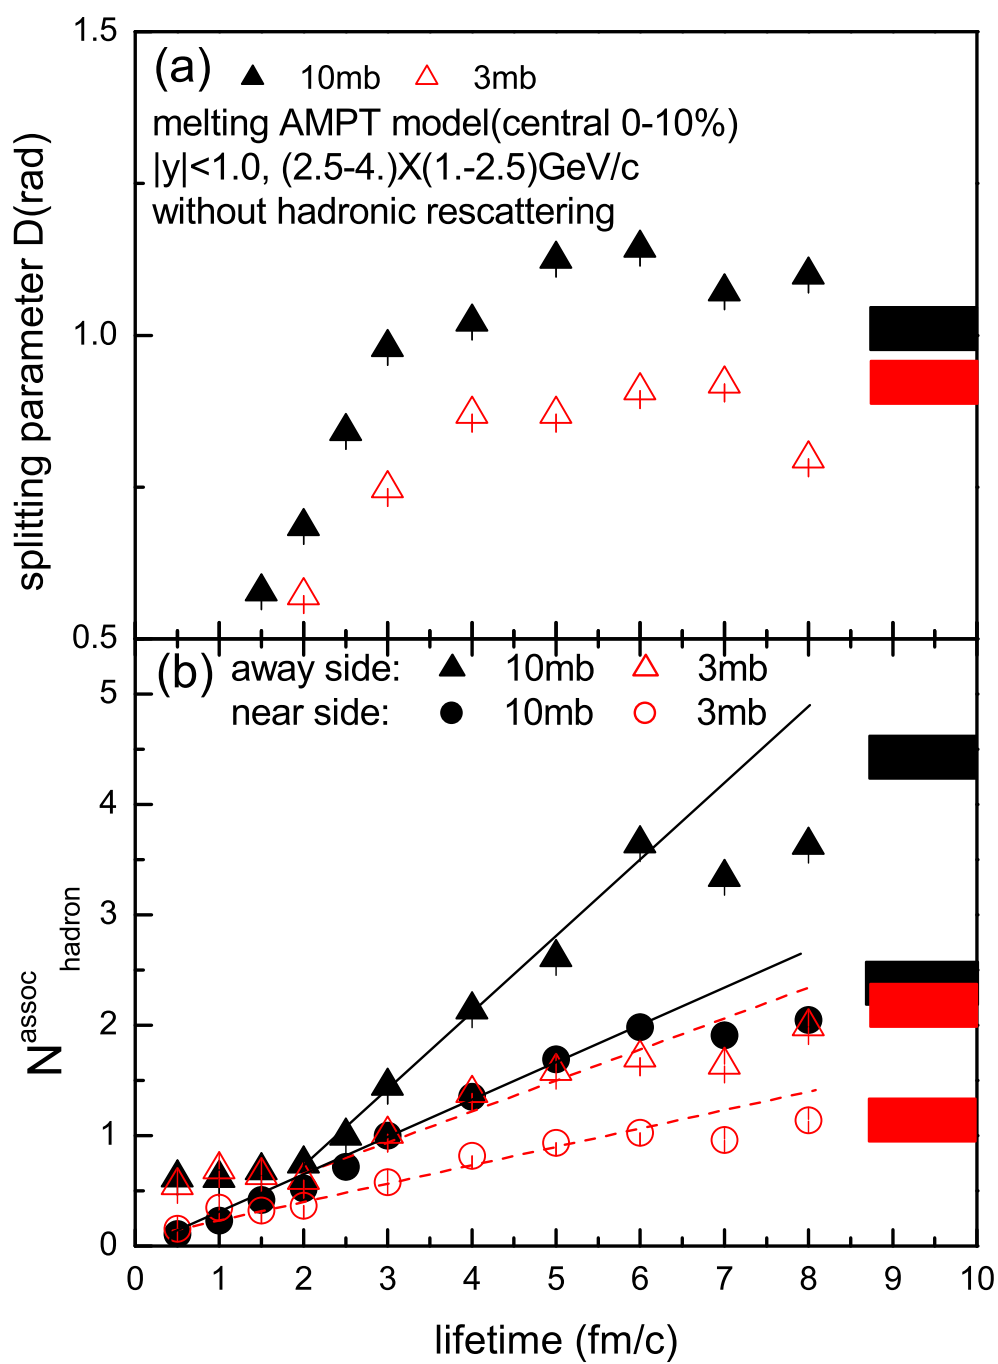 1.5
(a) 10mb 3mb
melting AMPT model(central 0-10%)
|y|<1.0, (2.5-4.)X(1.-2.5)GeV/c
without hadronic rescattering
splitting parameter D(rad)
1.0
0.5
(b) away side: 10mb 3mb
near side: 10mb 3mb
5
4
3
2
1
0
N^assoc_hadron
0 1 2 3 4 5 6 7 8 9 10
lifetime (fm/c)